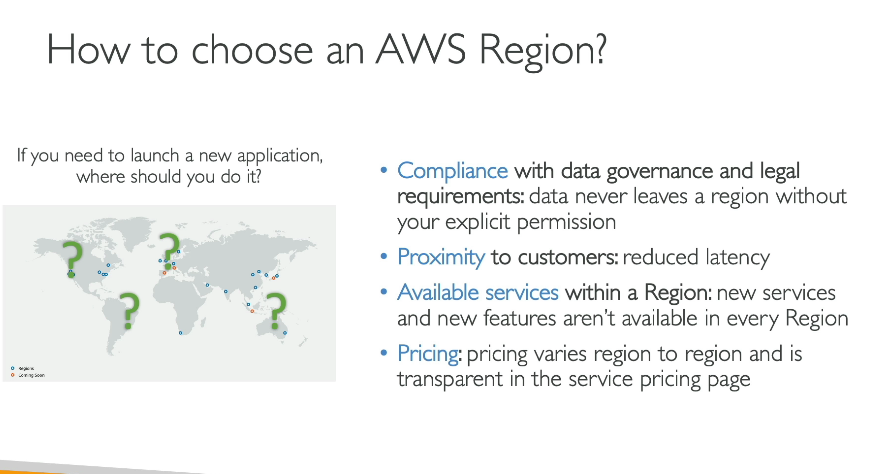 How to choose an AWS Region?
If you need to launch a new application,
where should you do it?
? ? ? ?
Regions
Coming Soon
• Compliance with data governance and legal
requirements: data never leaves a region without
your explicit permission
• Proximity to customers: reduced latency
• Available services within a Region: new services
and new features aren't available in every Region
• Pricing: pricing varies region to region and is
transparent in the service pricing page